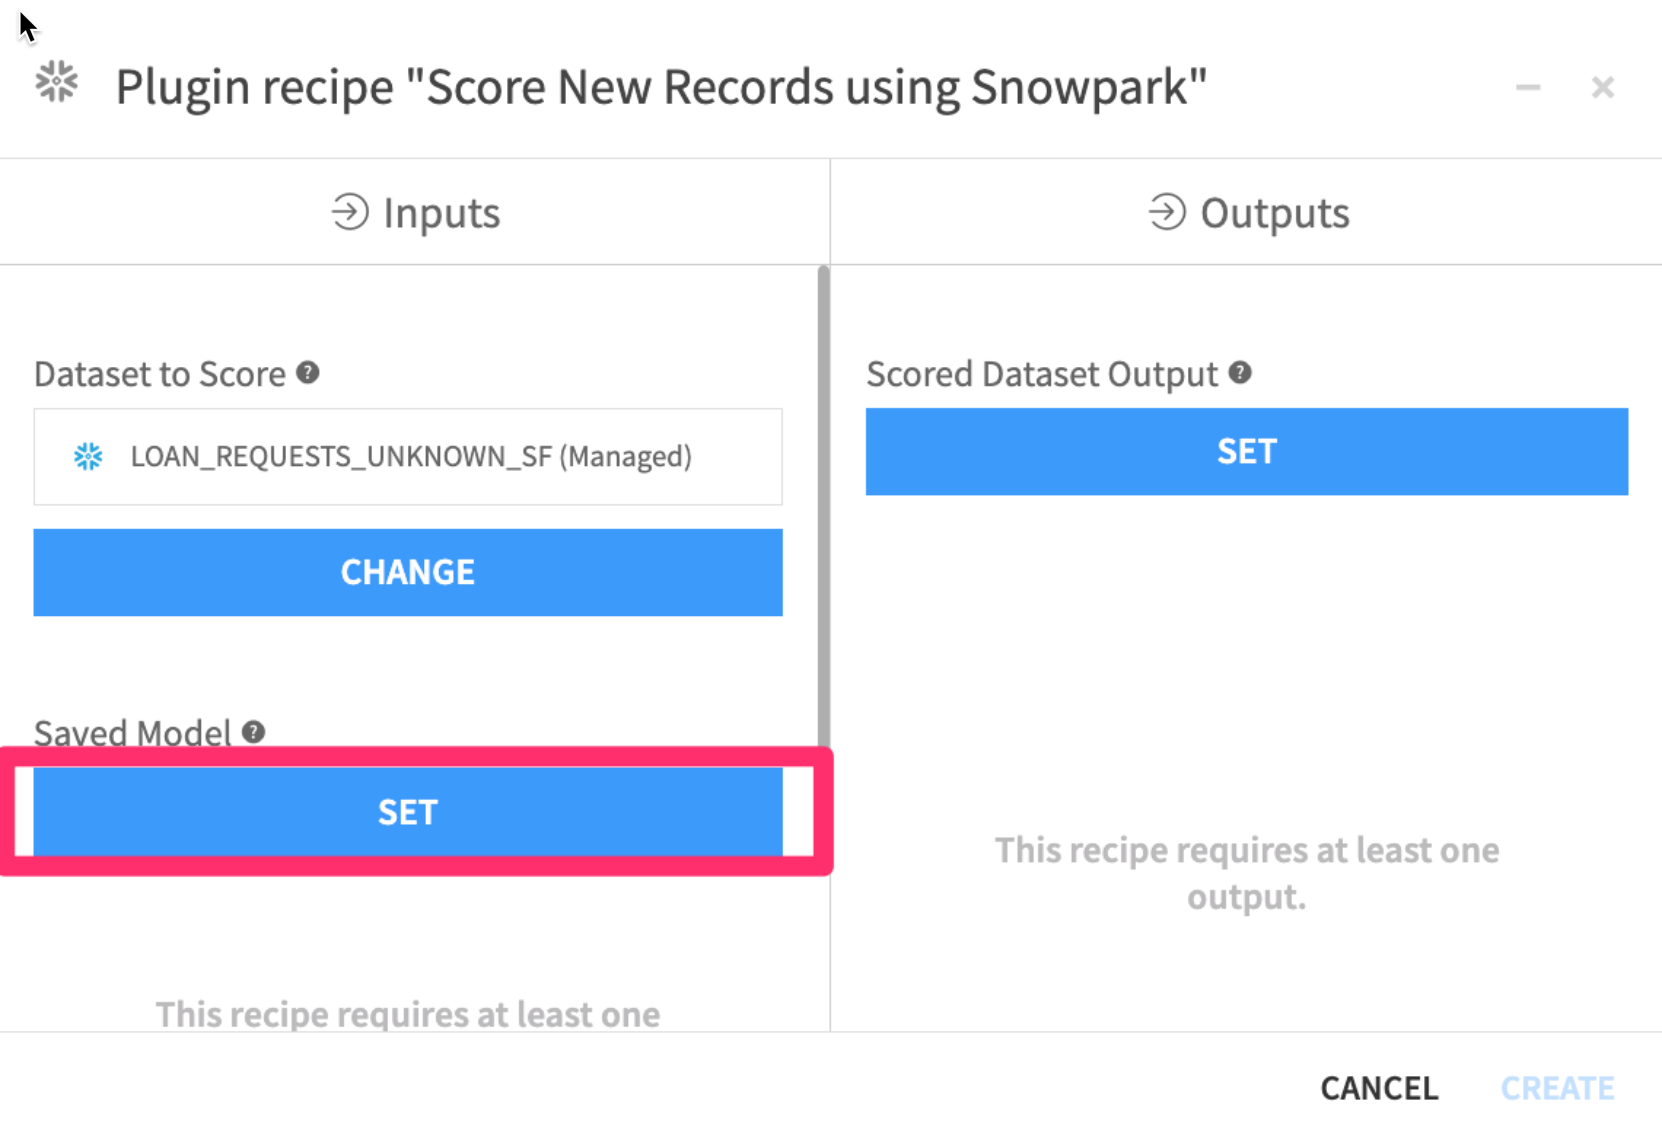 Plugin recipe "Score New Records using Snowpark"
Inputs
Outputs
Dataset to Score
LOAN_REQUESTS_UNKNOWN_SF (Managed)
CHANGE
Saved Model
SET
This recipe requires at least one
Scored Dataset Output
SET
This recipe requires at least one
output.
CANCEL
CREATE